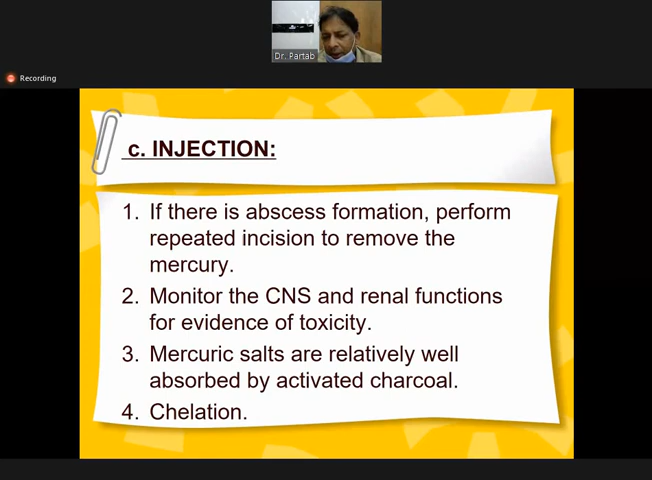 Dr. Partab
Recording
c. INJECTION:
1. If there is abscess formation, perform
repeated incision to remove the
mercury.
2. Monitor the CNS and renal functions
for evidence of toxicity.
3. Mercuric salts are relatively well
absorbed by activated charcoal.
4. Chelation.